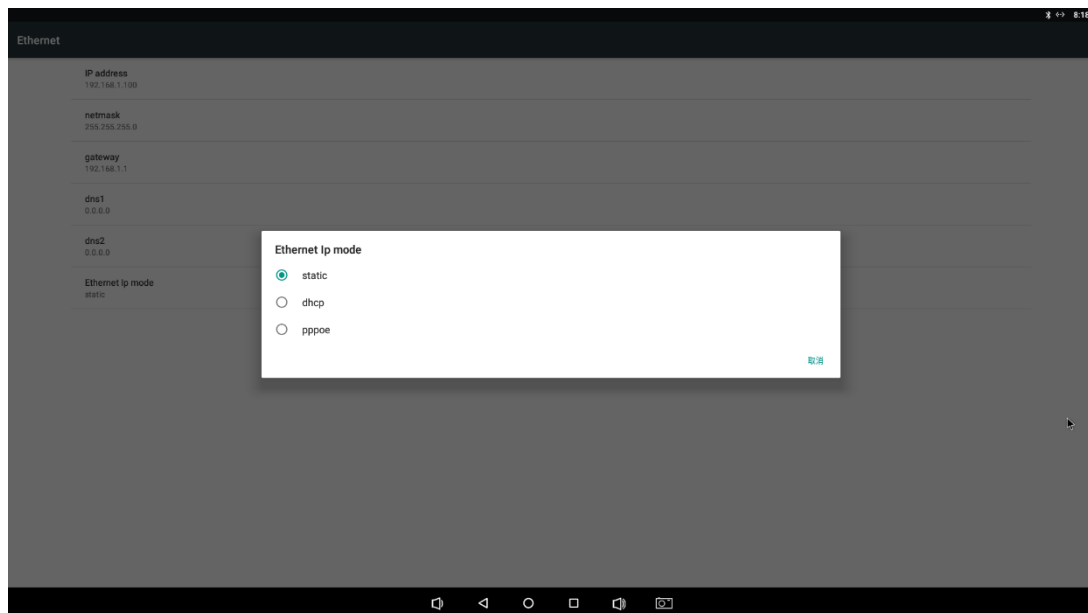 8:18
Ethernet
IP address
192.168.1.100
netmask
255.255.255.0
gateway
192.168.1.1
dns1
0.0.0.0
dns2
0.0.0.0
Ethernet Ip mode
static
Ethernet Ip mode
static
dhcp
pppoe
取消